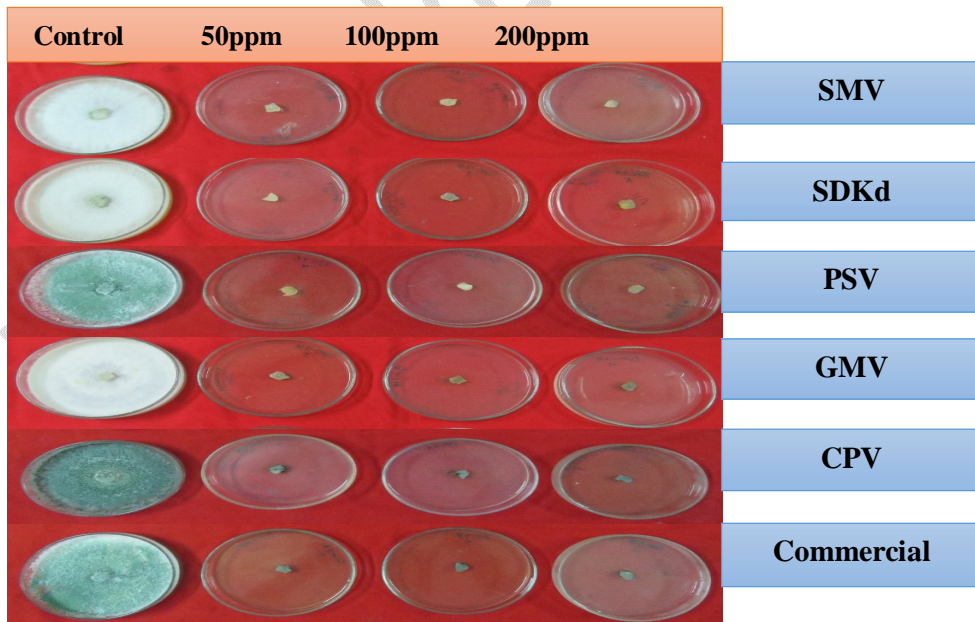 Control 50ppm 100ppm 200ppm
SMV
SDKd
PSV
GMV
CPV
Commercial